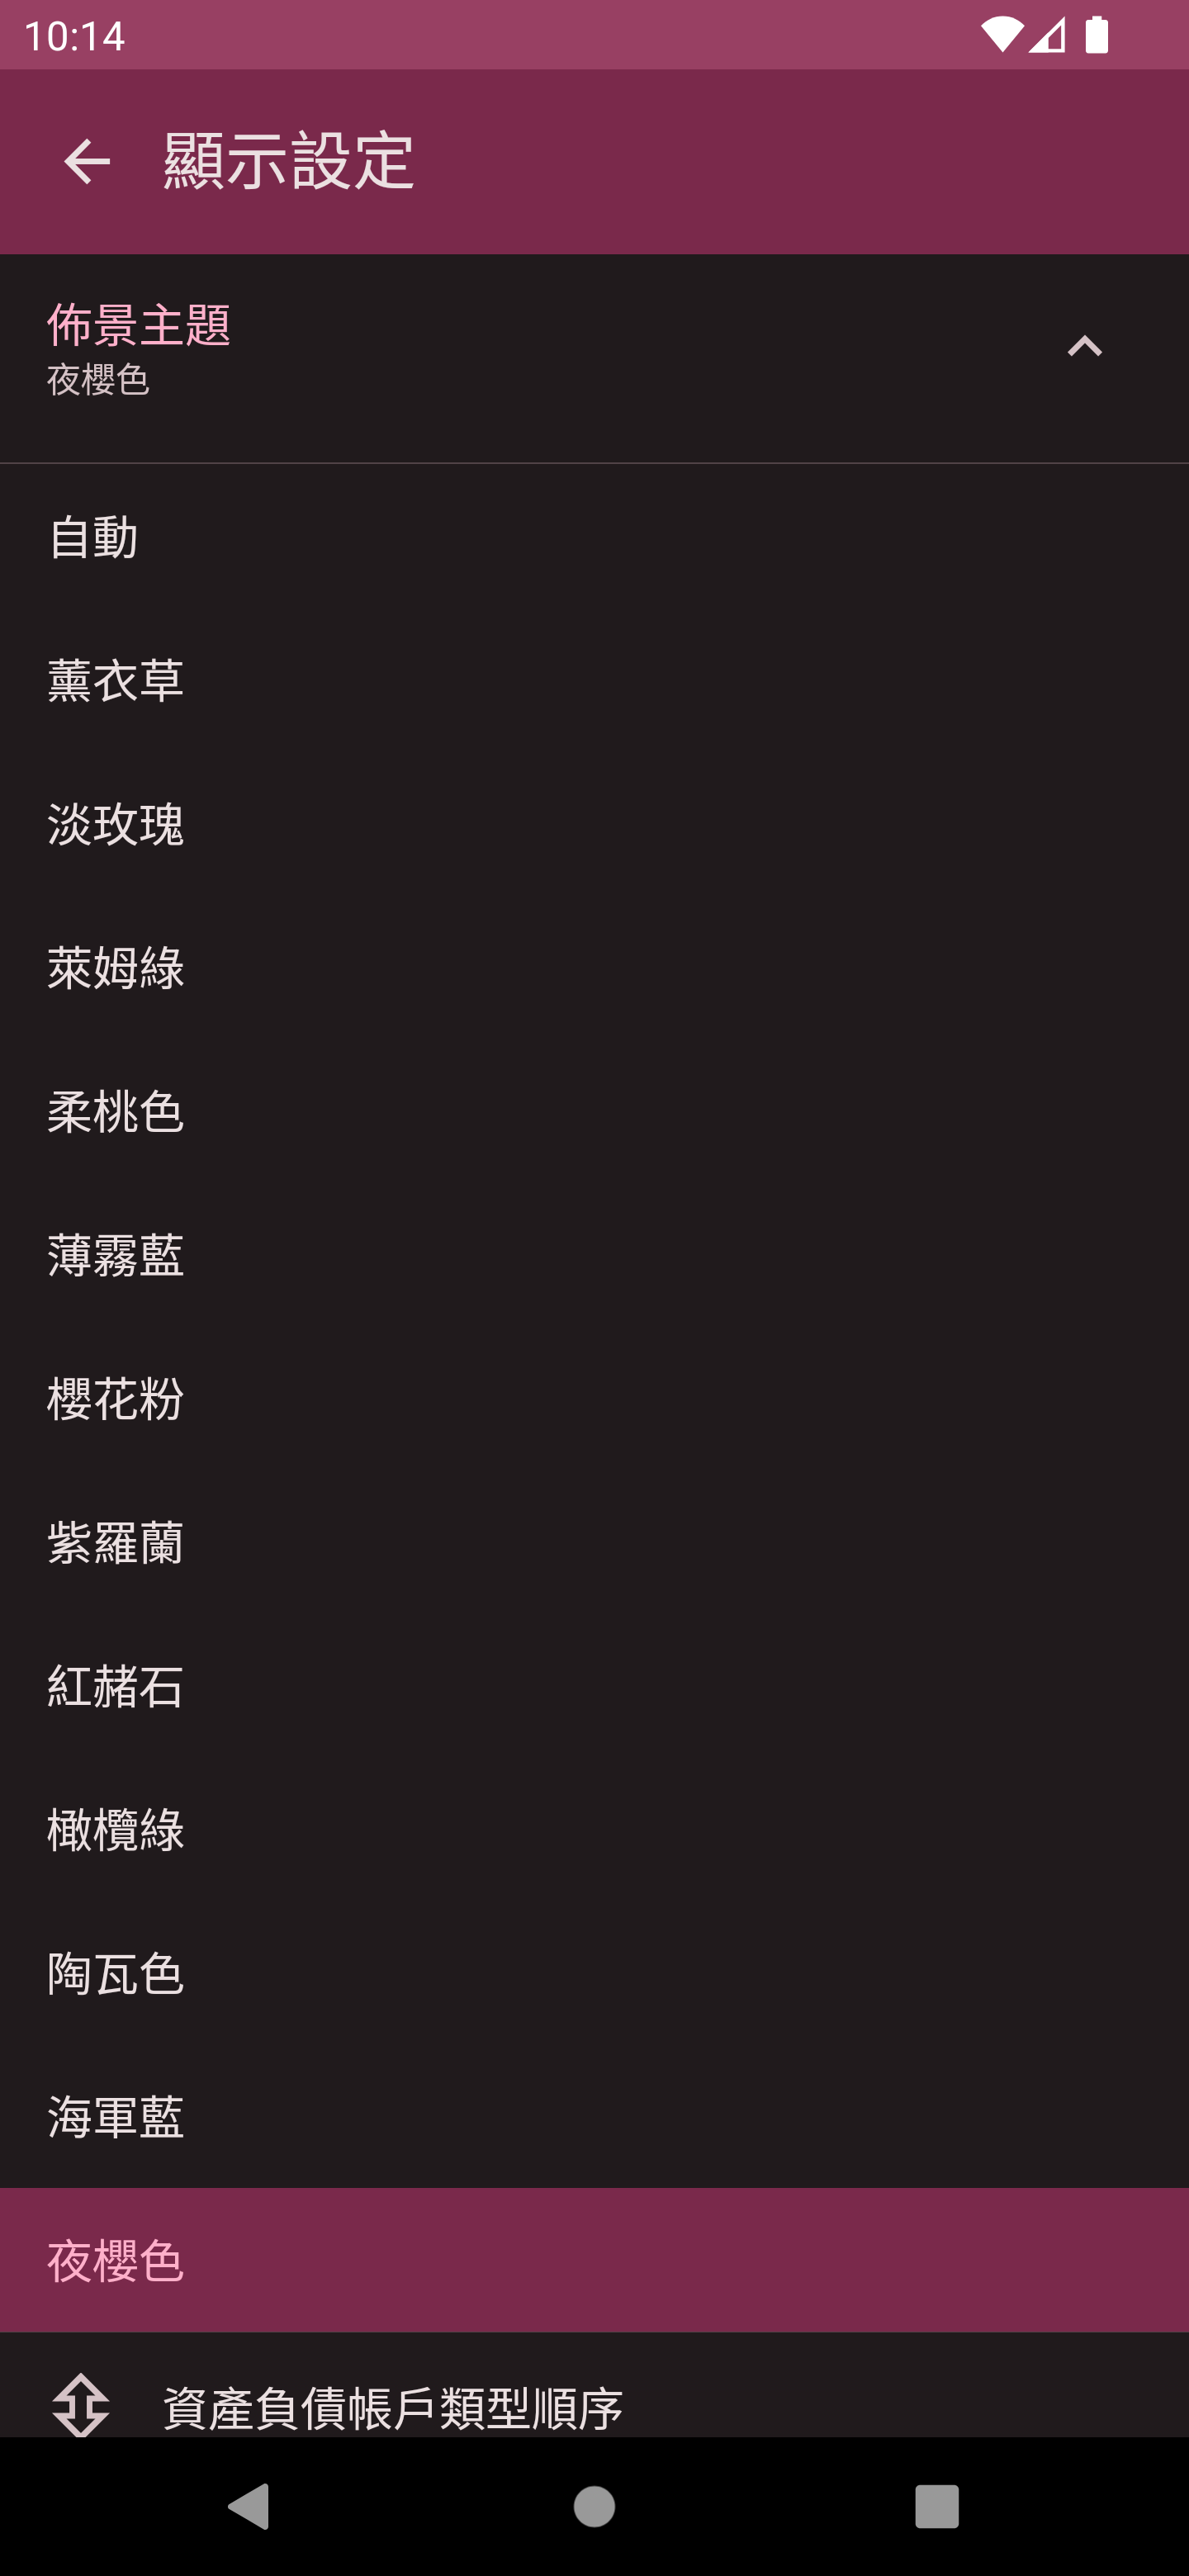 10:14
顯示設定
佈景主題
夜櫻色
自動
薰衣草
淡玫瑰
萊姆綠
柔桃色
薄霧藍
櫻花粉
紫羅蘭
紅赭石
橄欖綠
陶瓦色
海軍藍
夜櫻色
資產負債帳戶類型順序